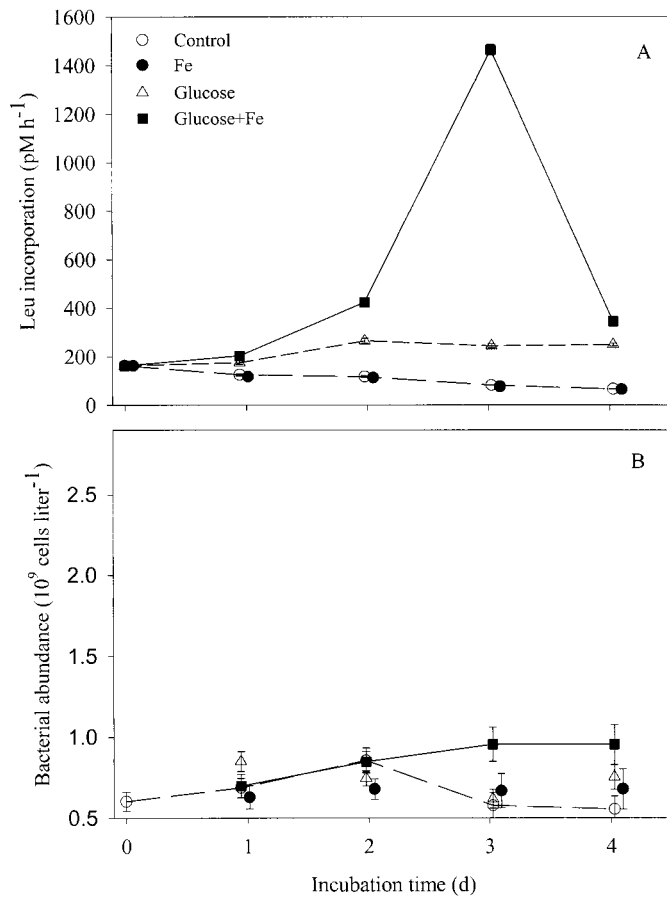 1600
1400
1200
1000
800
600
400
200
0
Leu incorporation (pM h⁻¹)
Control
Fe
Glucose
Glucose+Fe
A
B
2.5
2.0
1.5
1.0
0.5
Bacterial abundance (10⁹ cells liter⁻¹)
0 1 2 3 4
Incubation time (d)